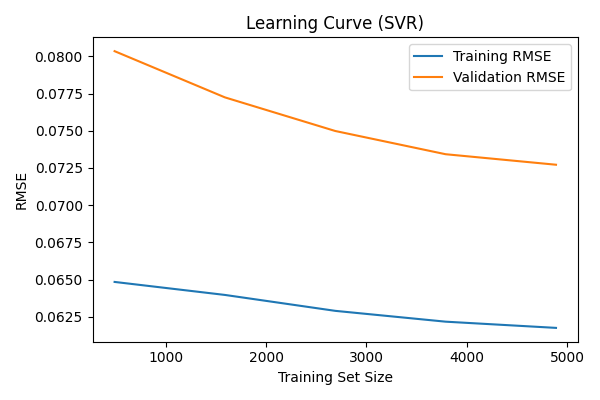 Learning Curve (SVR)
Training RMSE
Validation RMSE
0.0800
0.0775
0.0750
0.0725
0.0700
0.0675
0.0650
0.0625
RMSE
1000 2000 3000 4000 5000
Training Set Size